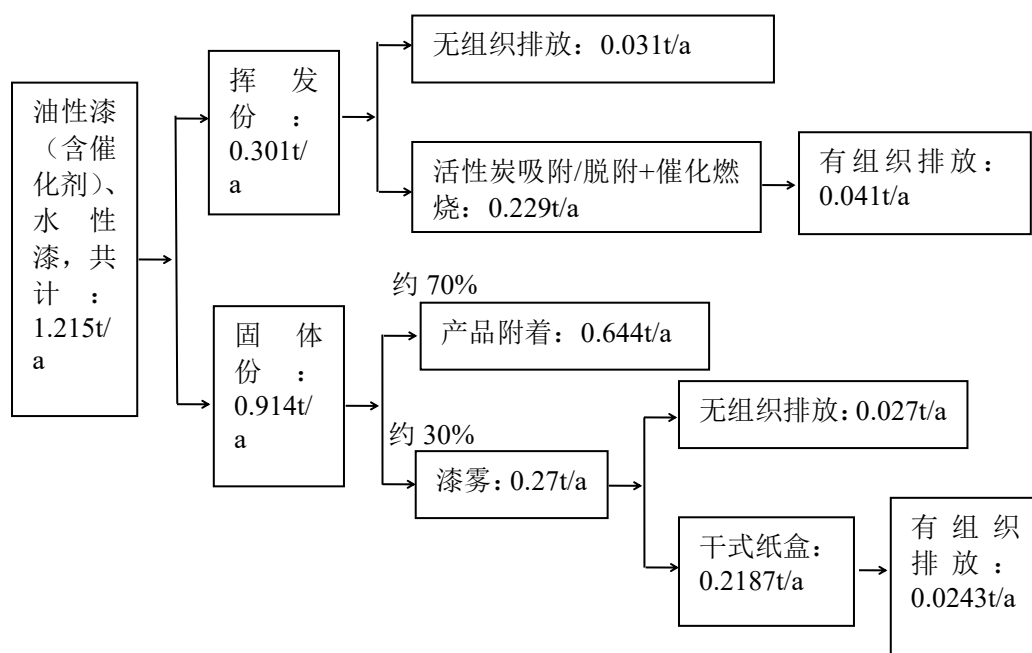 油性漆
（含催
化剂）、
水性
漆，共
计：
1.215t/
a
挥发
份：
0.301t/
a
无组织排放：0.031t/a
活性炭吸附/脱附+催化燃
烧：0.229t/a
有组织排放：
0.041t/a
固体
份：
0.914t/
a
约 70%
产品附着：0.644t/a
约 30%
漆雾：0.27t/a
无组织排放：0.027t/a
干式纸盒：
0.2187t/a
有组织
排放：
0.0243t/a